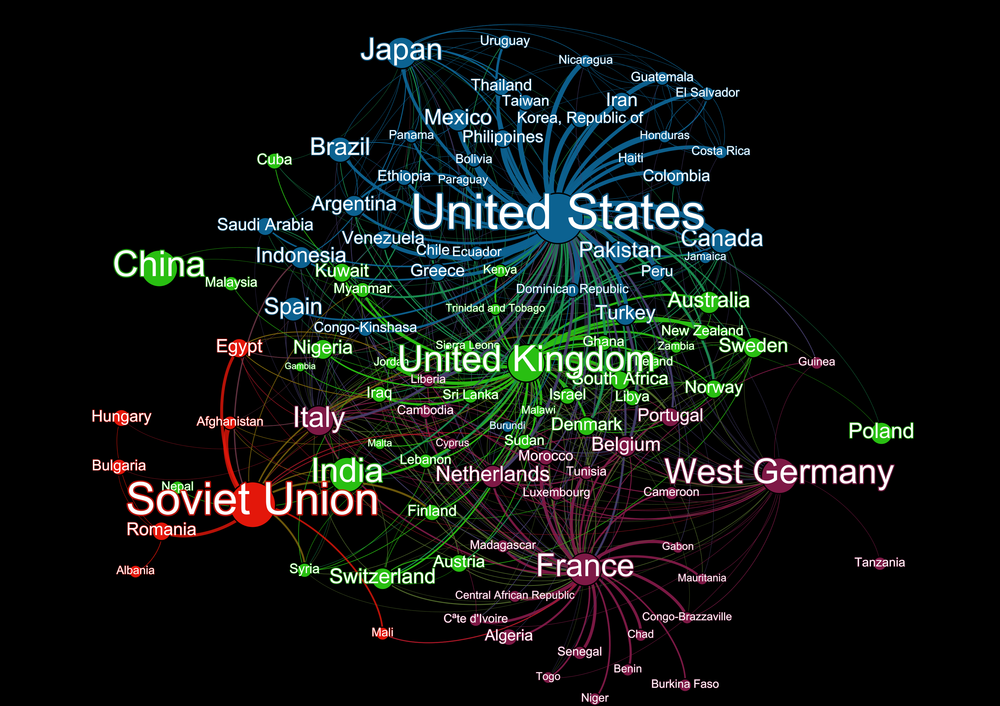 Japan
Uruguay
Nicaragua
Guatemala
Thailand
El Salvador
Taiwan
Iran
Mexico
Korea, Republic of
Panama
Philippines
Honduras
Brazil
Costa Rica
Cuba
Bolivia
Haiti
Ethiopia
Paraguay
Colombia
Argentina
United States
Saudi Arabia
Venezuela
Canada
Chile
Ecuador
Pakistan
Jamaica
Indonesia
China
Kuwait
Greece
Kenya
Peru
Malaysia
Myanmar
Dominican Republic
Australia
Spain
Trinidad and Tobago
Turkey
Congo-Kinshasa
New Zealand
Egypt
Nigeria
Sierra Leone
Ghana
Zambia
Sweden
Gambia
Jordan
United Kingdom
Ireland
Guinea
Liberia
South Africa
Norway
Iraq
Sri Lanka
Israel
Libya
Hungary
Afghanistan
Italy
Cambodia
Malawi
Portugal
Burundi
Denmark
Poland
Malta
Cyprus
Sudan
Belgium
Bulgaria
India
Lebanon
Morocco
Netherlands
Tunisia
West Germany
Nepal
Soviet Union
Luxembourg
Cameroon
Finland
Romania
Madagascar
Gabon
Albania
Syria
Switzerland
Austria
France
Tanzania
Mauritania
Central African Republic
Cªte d'Ivoire
Congo-Brazzaville
Mali
Algeria
Chad
Senegal
Benin
Togo
Burkina Faso
Niger